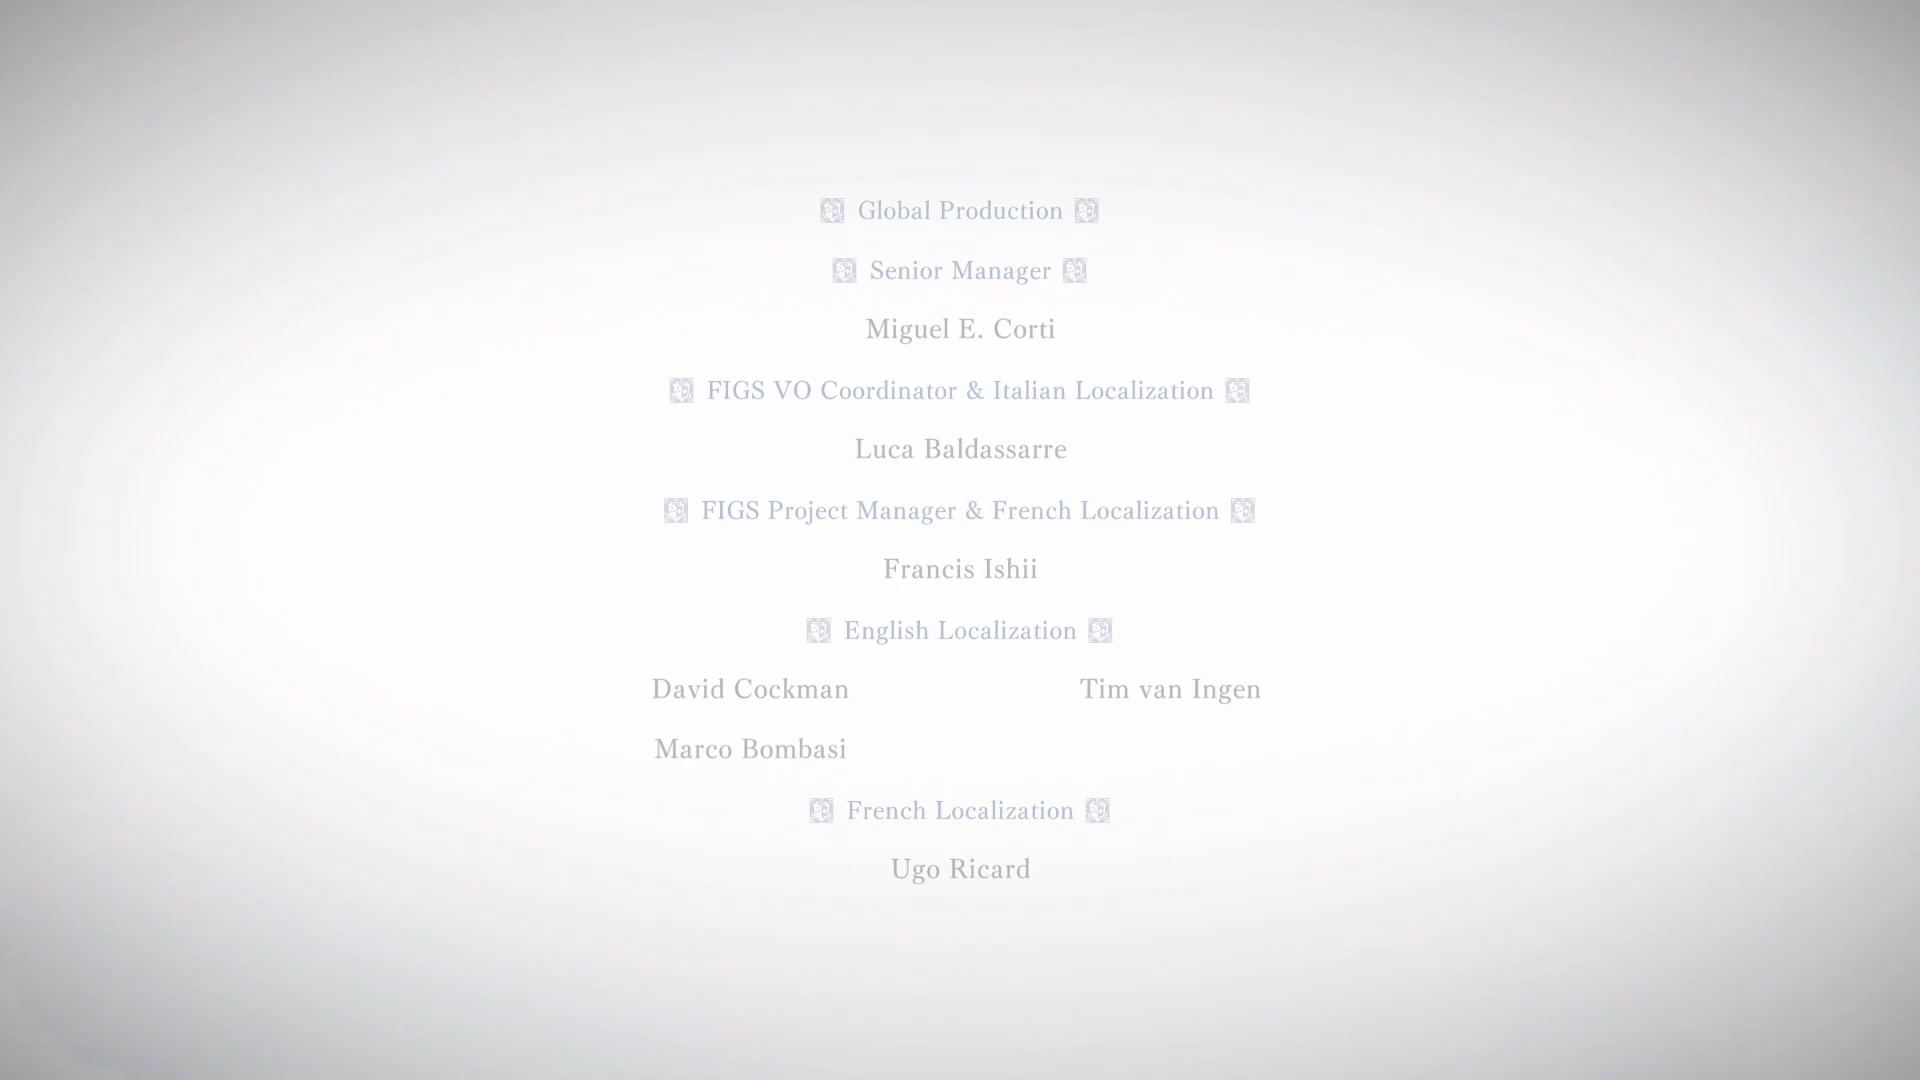 Global Production
Senior Manager
Miguel E. Corti
FIGS VO Coordinator & Italian Localization
Luca Baldassarre
FIGS Project Manager & French Localization
Francis Ishii
English Localization
David Cockman Tim van Ingen
Marco Bombasi
French Localization
Ugo Ricard